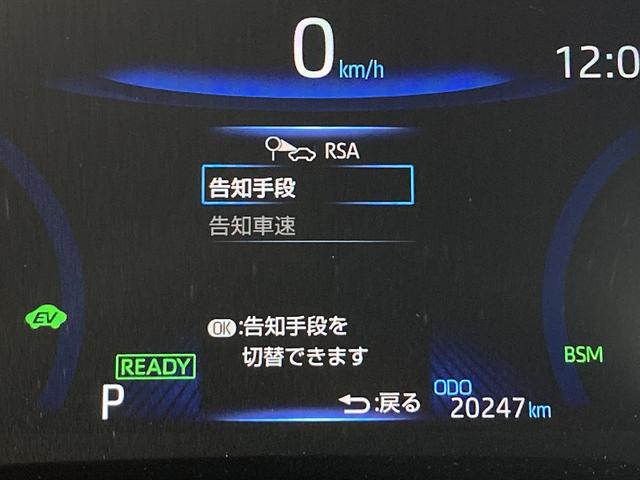 0 km/h
12:0
RSA
告知手段
告知車速
EV
OK:告知手段を
切替できます
BSM
READY
P
:戻る
ODO
20247 km